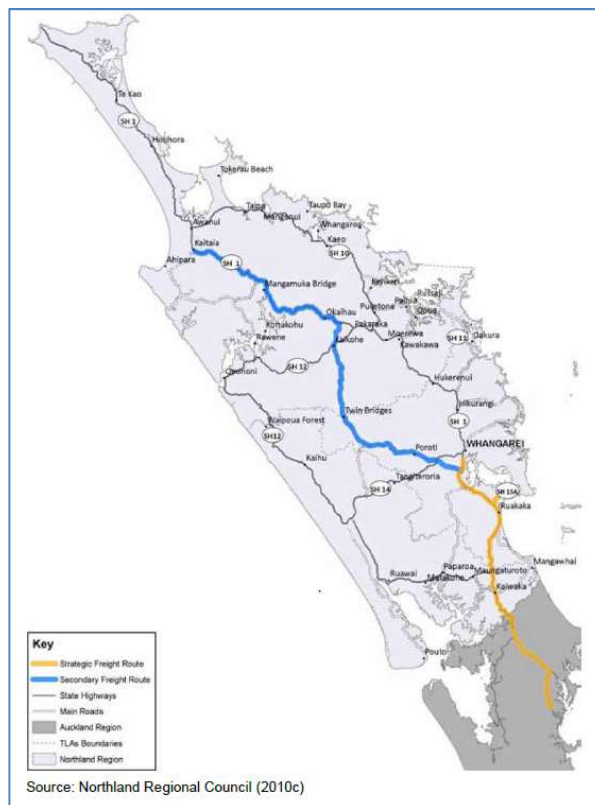 Te Kao
SH 1
Houhora
Tokerau Beach
Taipa
Taupo Bay
Awanui
Mangonui
Whangaroa
Kaeo
Kaitaia
SH 1
SH 10
Ahipara
Mangamuka Bridge
Kerikeri
Russell
Okaihau
Puketona
Paihia
Opua
Kohukohu
Pakaraka
Rawene
Kaikohe
Moerewa
SH 11
Oakura
Kawakawa
SH 12
Opononi
Hukerenui
Hikurangi
Twin Bridges
SH 1
Waipoua Forest
SH12
WHANGAREI
Poroti
Kaihu
Tangiteroria
SH 14
SH 15A
Ruakaka
Paparoa
Mangawhai
Ruawai
Matakohe
Maungaturoto
Kaiwaka
Pouto
Key
Strategic Freight Route
Secondary Freight Route
State Highways
Main Roads
Auckland Region
TLAs Boundaries
Northland Region
Source: Northland Regional Council (2010c)